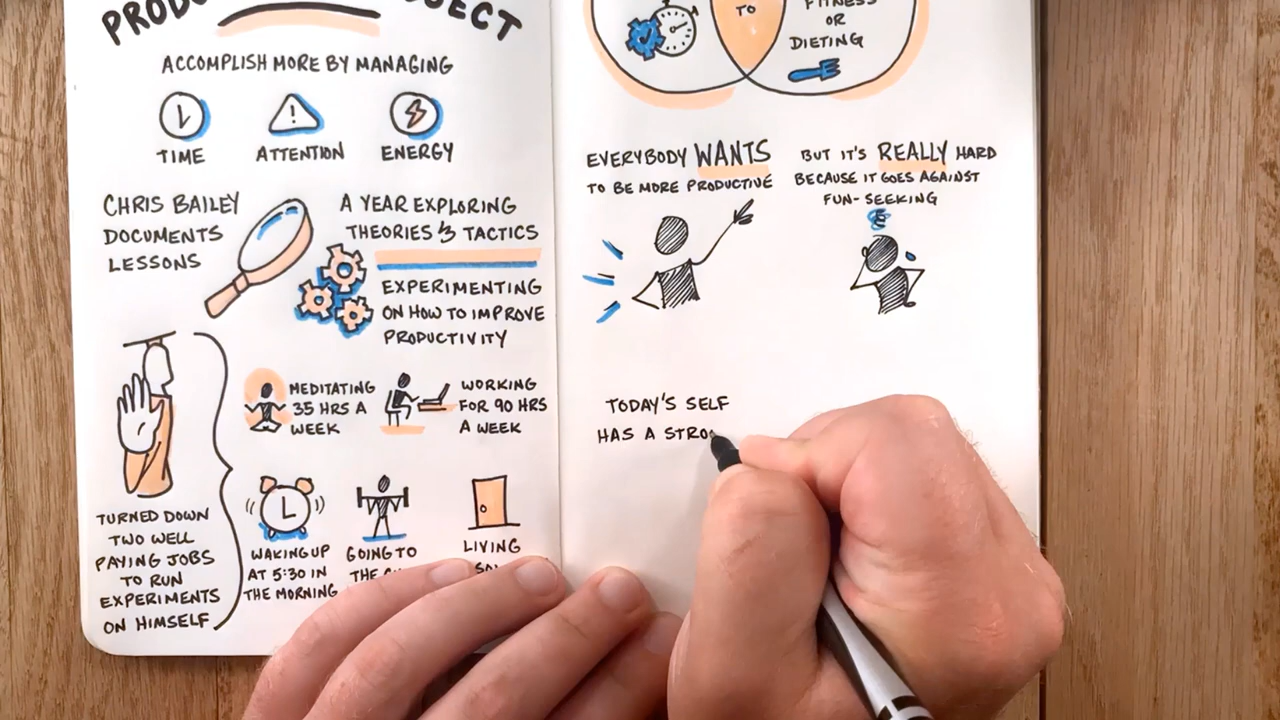 ACCOMPLISH MORE BY MANAGING
TIME
ATTENTION
ENERGY
CHRIS BAILEY
DOCUMENTS
LESSONS
A YEAR EXPLORING
THEORIES & TACTICS
EXPERIMENTING
ON HOW TO IMPROVE
PRODUCTIVITY
TURNED DOWN
TWO WELL
PAYING JOBS
TO RUN
EXPERIMENTS
ON HIMSELF
MEDITATING
35 HRS A
WEEK
WORKING
FOR 90 HRS
A WEEK
WAKING UP
AT 5:30 IN
THE MORNING
GOING TO
THE
LIVING
TO
FITNESS
OR
DIETING
EVERYBODY WANTS
TO BE MORE PRODUCTIVE
BUT IT'S REALLY HARD
BECAUSE IT GOES AGAINST
FUN-SEEKING
TODAY'S SELF
HAS A STRO